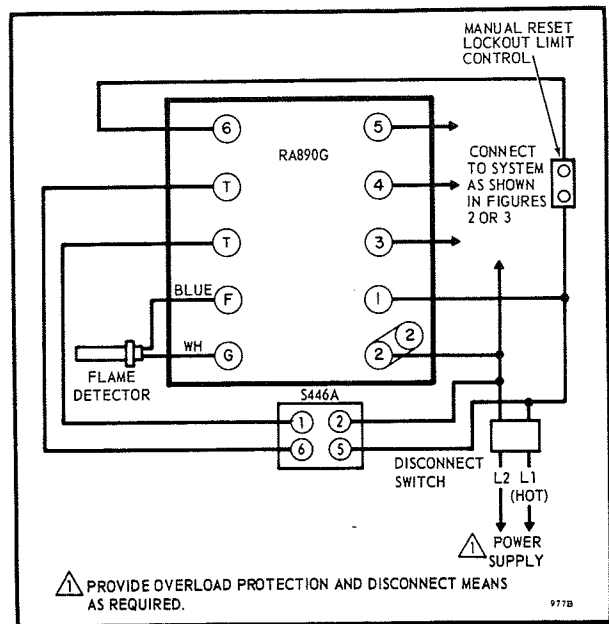 MANUAL RESET
LOCKOUT LIMIT
CONTROL
6
5
RA890G
CONNECT
TO SYSTEM
AS SHOWN
IN FIGURES
2 OR 3
T
4
T
3
BLUE
F
1
WH
G
2
2
FLAME
DETECTOR
S446A
1
2
6
5
DISCONNECT
SWITCH
L2 L1
(HOT)
1 POWER
SUPPLY
1 PROVIDE OVERLOAD PROTECTION AND DISCONNECT MEANS
AS REQUIRED.
977B